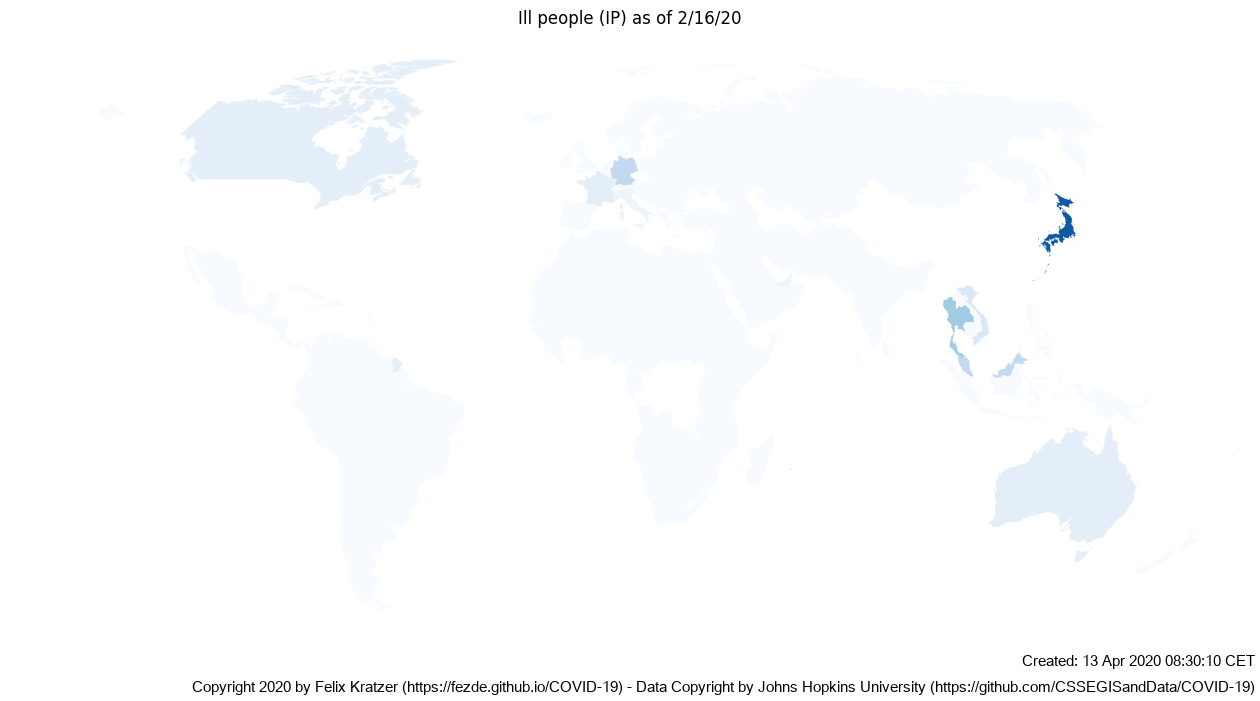 Ill people (IP) as of 2/16/20
Created: 13 Apr 2020 08:30:10 CET
Copyright 2020 by Felix Kratzer (https://fezde.github.io/COVID-19) - Data Copyright by Johns Hopkins University (https://github.com/CSSEGISandData/COVID-19)